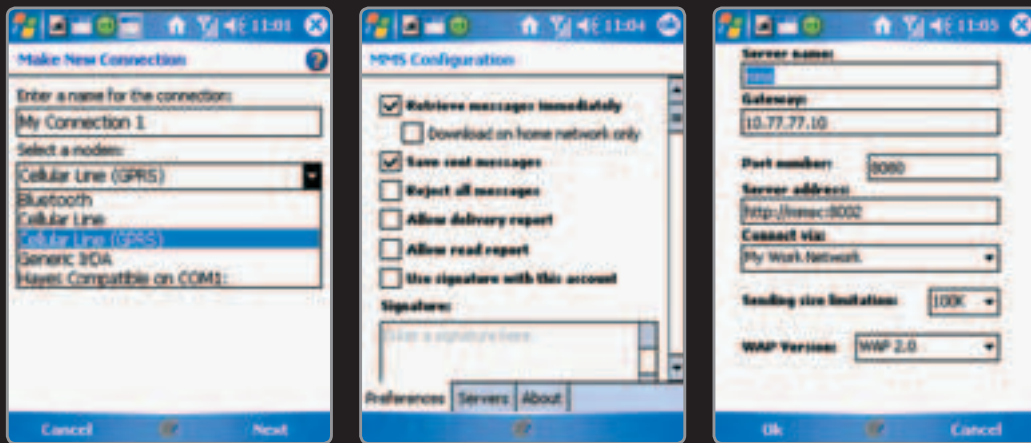 11:01
Make New Connection
Enter a name for the connection:
My Connection 1
Select a modem:
Cellular Line (GPRS)
Bluetooth
Cellular Line
Cellular Line (GPRS)
Generic IrDA
Hayes Compatible on COM1:
Cancel Next
11:04
MMS Configuration
Retrieve messages immediately
Download on home network only
Save sent messages
Reject all messages
Allow delivery report
Allow read report
Use signature with this account
Signature:
Enter a signature here
Preferences Servers About
11:05
Server name:
Gateway:
10.77.77.10
Port number: 8080
Server address:
http://mmsc:8002
Connect via:
My Work Network
Sending size limitation: 100K
WAP Version: WAP 2.0
Ok Cancel